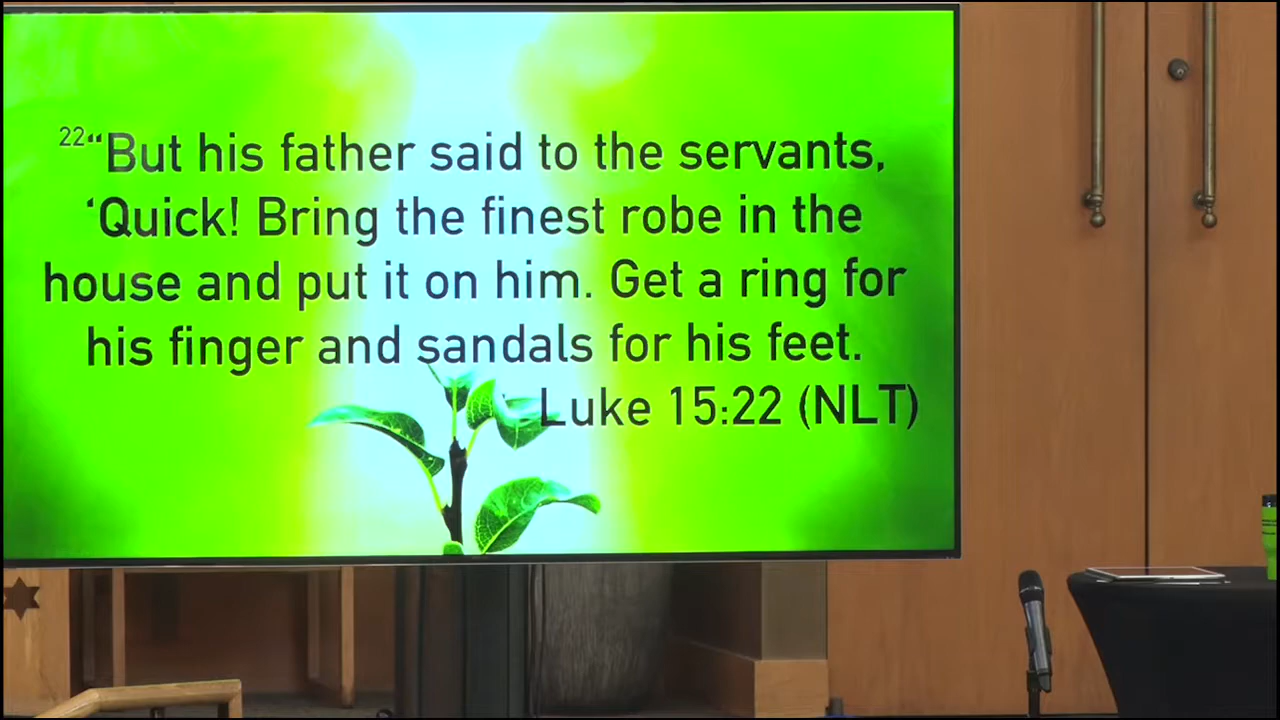 22“But his father said to the servants,
‘Quick! Bring the finest robe in the
house and put it on him. Get a ring for
his finger and sandals for his feet.
Luke 15:22 (NLT)